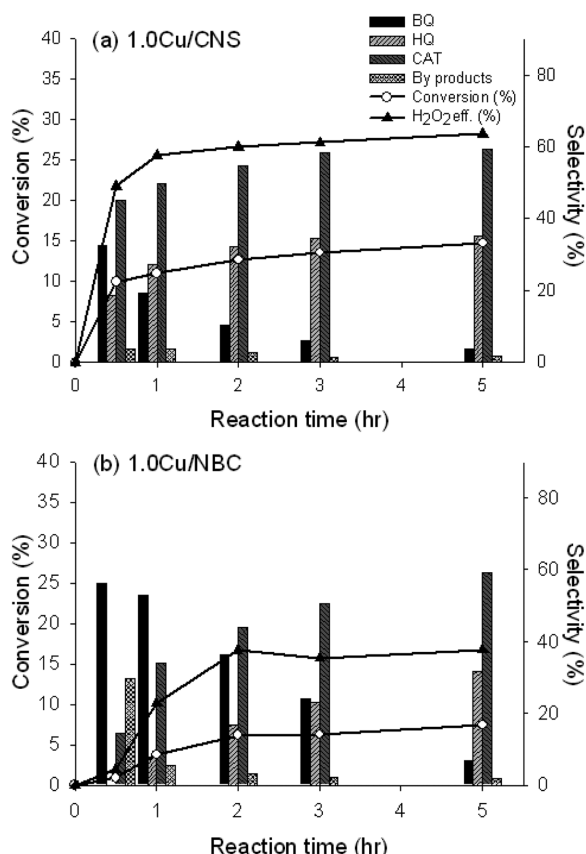 BQ
HQ
CAT
By products
Conversion (%)
H2O2 eff. (%)
(a) 1.0Cu/CNS
40
35
30
25
20
15
10
5
0
Conversion (%)
80
60
40
20
0
Selectivity (%)
0 1 2 3 4 5
Reaction time (hr)
(b) 1.0Cu/NBC
40
35
30
25
20
15
10
5
0
Conversion (%)
80
60
40
20
0
Selectivity (%)
0 1 2 3 4 5
Reaction time (hr)